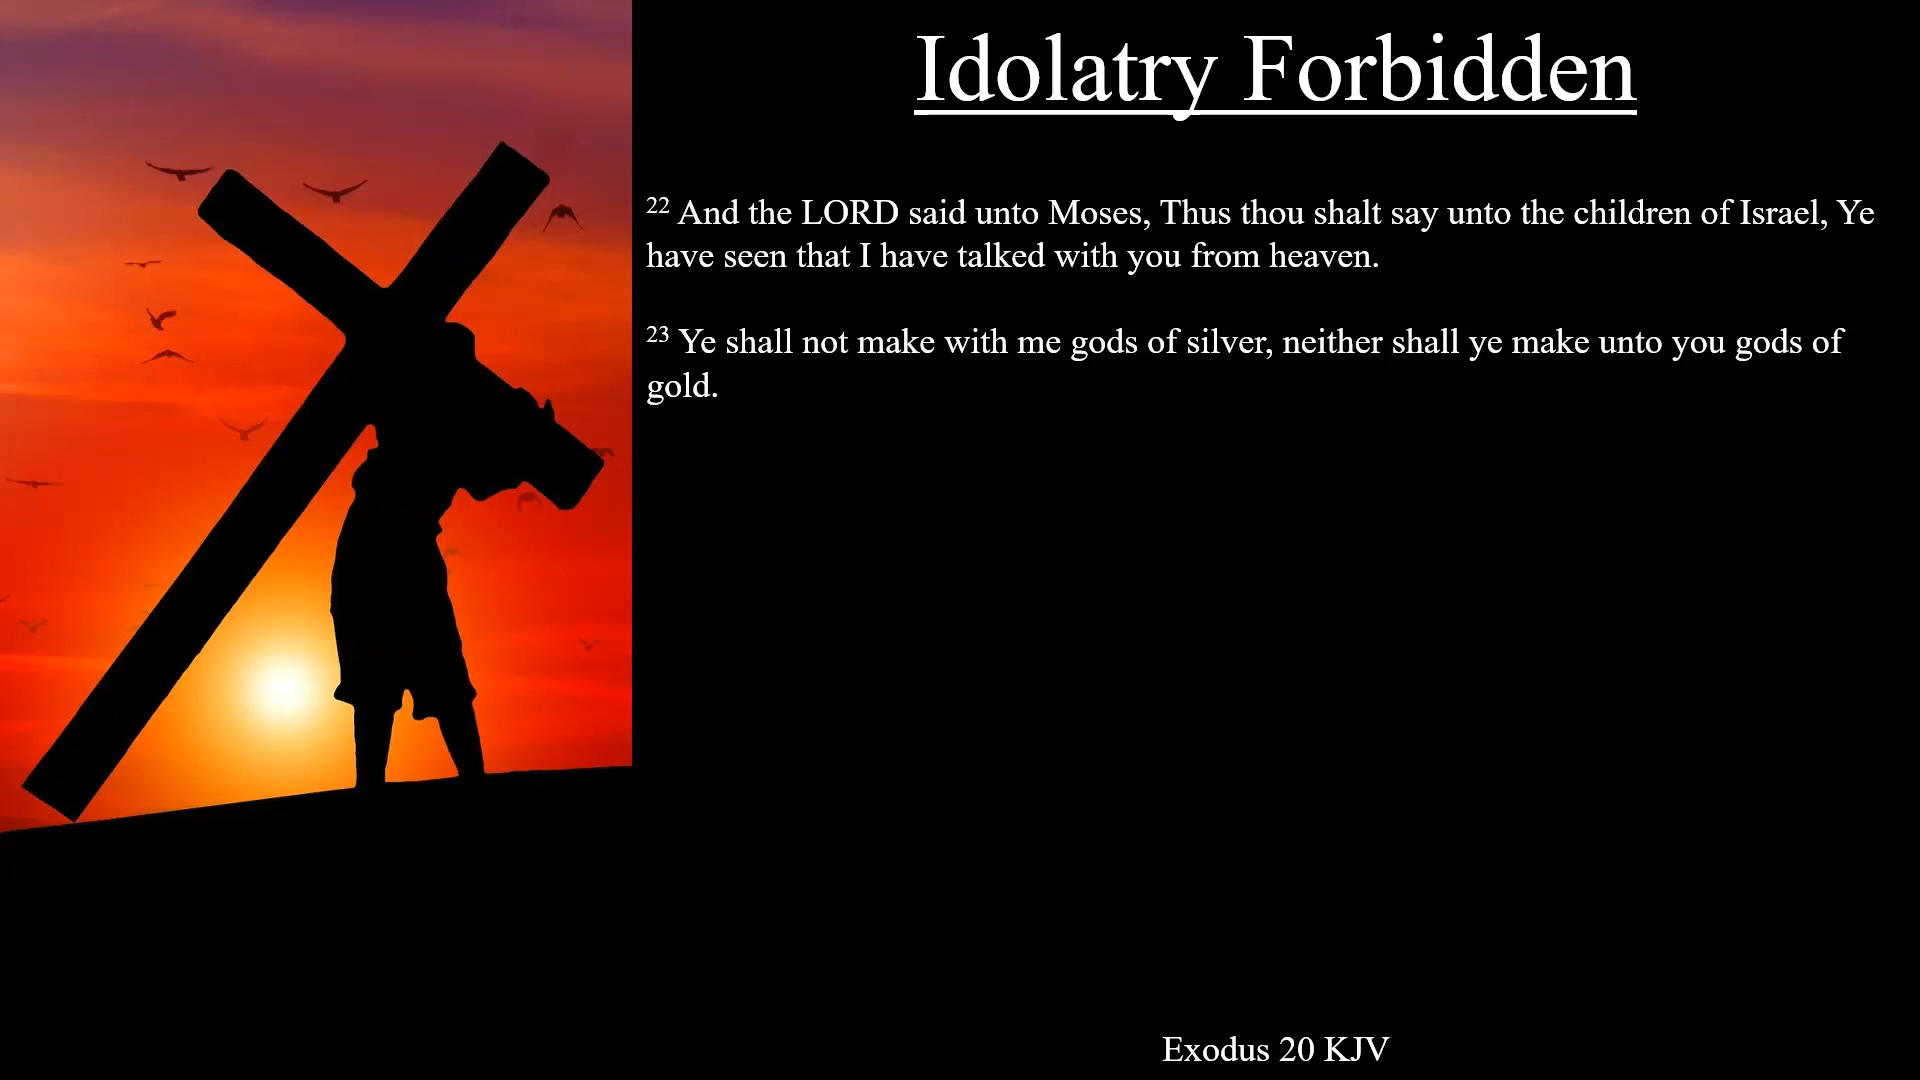 Idolatry Forbidden
22 And the LORD said unto Moses, Thus thou shalt say unto the children of Israel, Ye
have seen that I have talked with you from heaven.
23 Ye shall not make with me gods of silver, neither shall ye make unto you gods of
gold.
Exodus 20 KJV